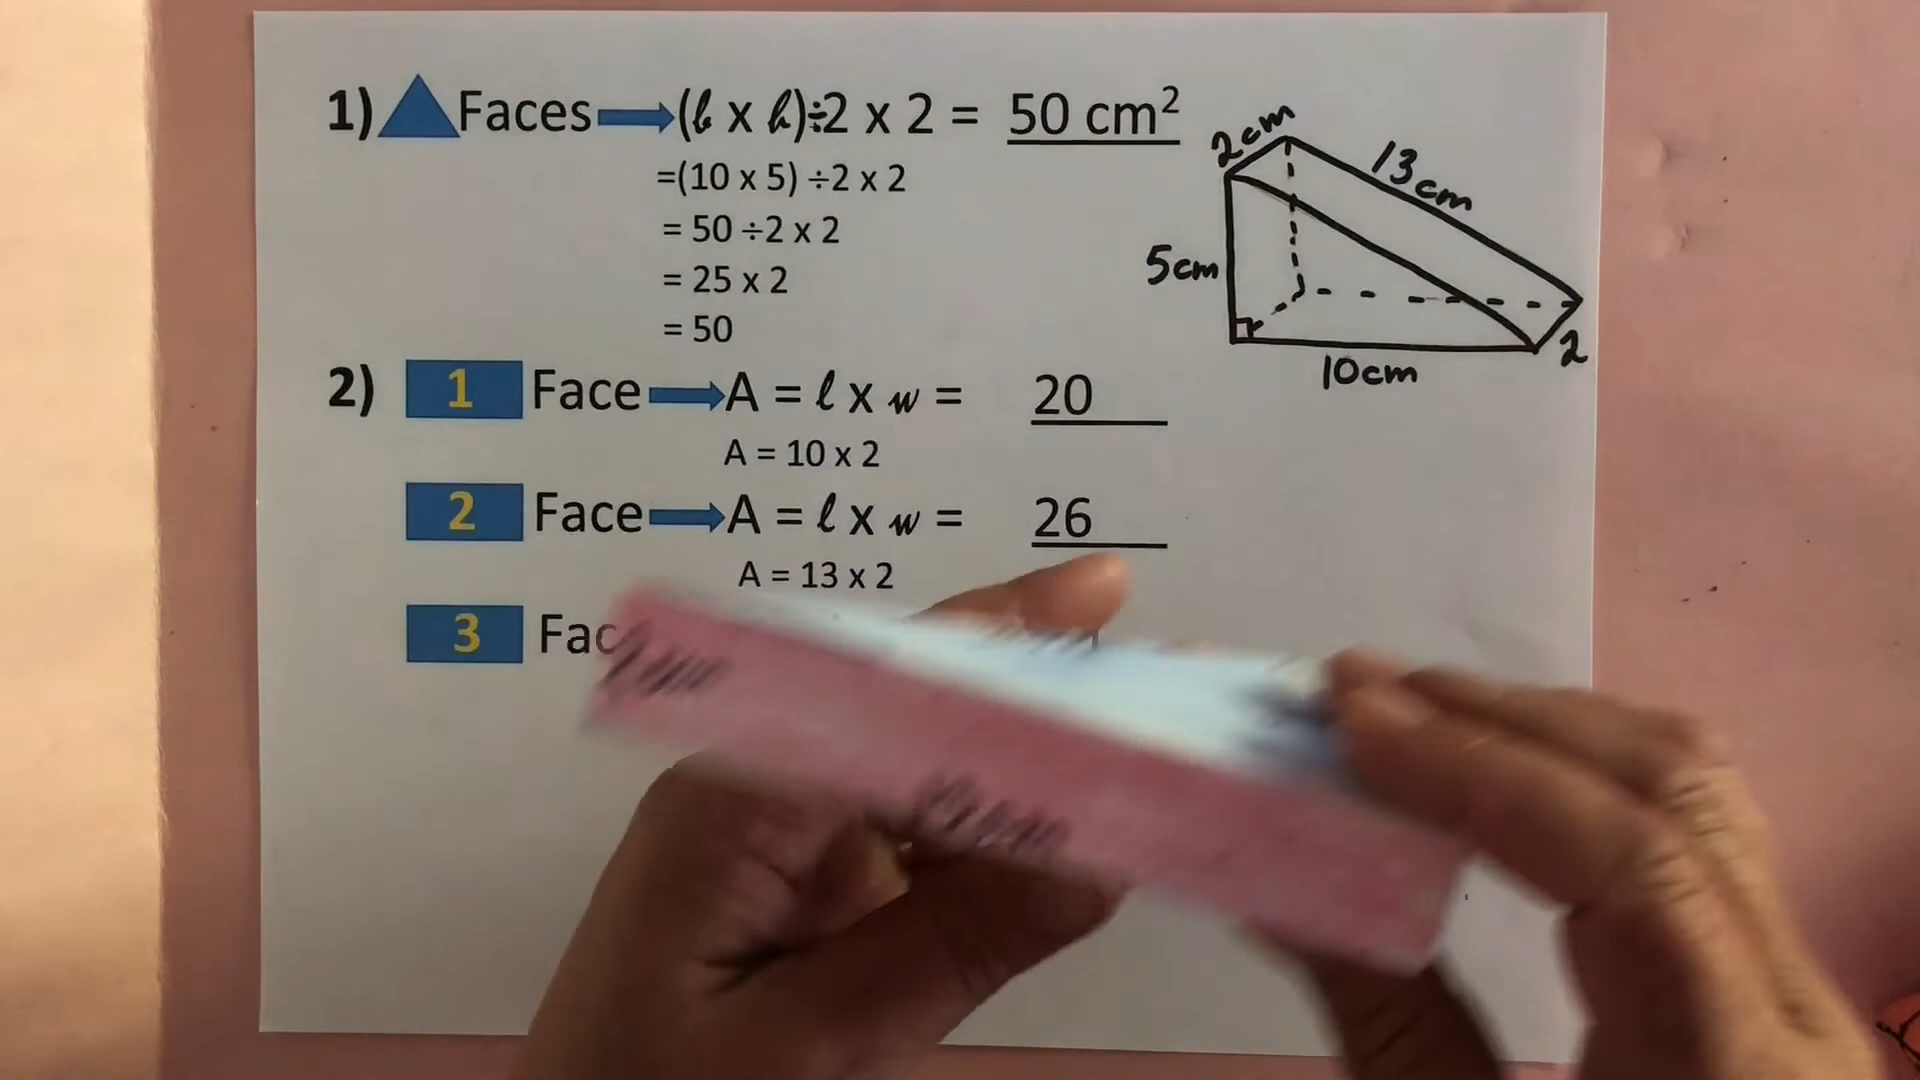 1) Faces (b x h)÷2 x 2 = 50 cm²
=(10 x 5) ÷2 x 2
= 50 ÷2 x 2
= 25 x 2
= 50
2) 1 Face A = l x w = 20
A = 10 x 2
2 Face A = l x w = 26
A = 13 x 2
3
2cm
13cm
5cm
10cm
2